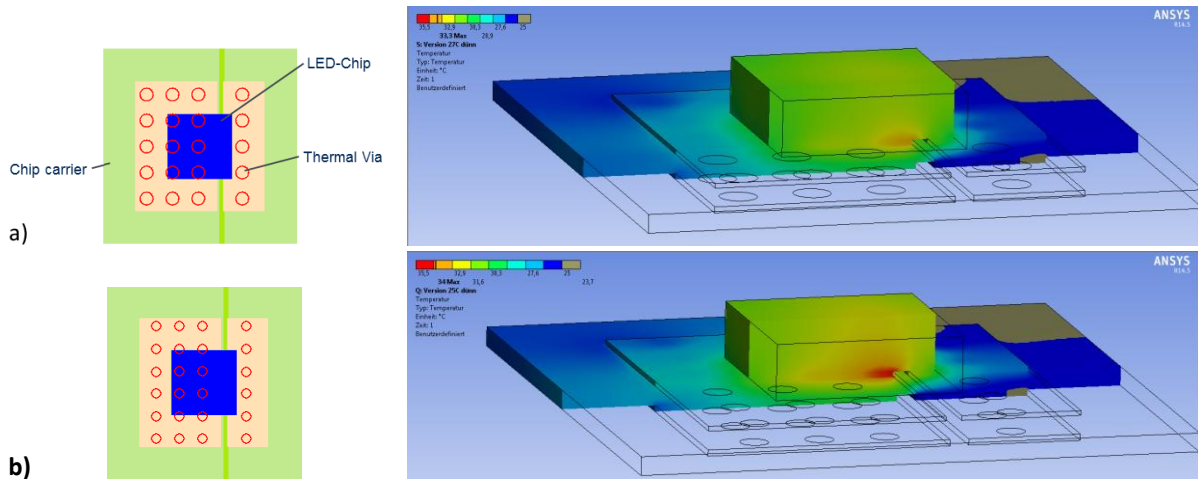 LED-Chip
Thermal Via
Chip carrier
a)
35,5 32,9 38,3 27,6 25
33,3 Max 28,9
S: Version 27C dünn
Temperatur
Typ: Temperatur
Einheit: °C
Zeit: 1
Benutzerdefiniert
ANSYS
R14.5
b)
35,5 32,9 38,3 27,6 25
34 Max 31,6 23,7
Q: Version 25C dünn
Temperatur
Typ: Temperatur
Einheit: °C
Zeit: 1
Benutzerdefiniert
ANSYS
R14.5